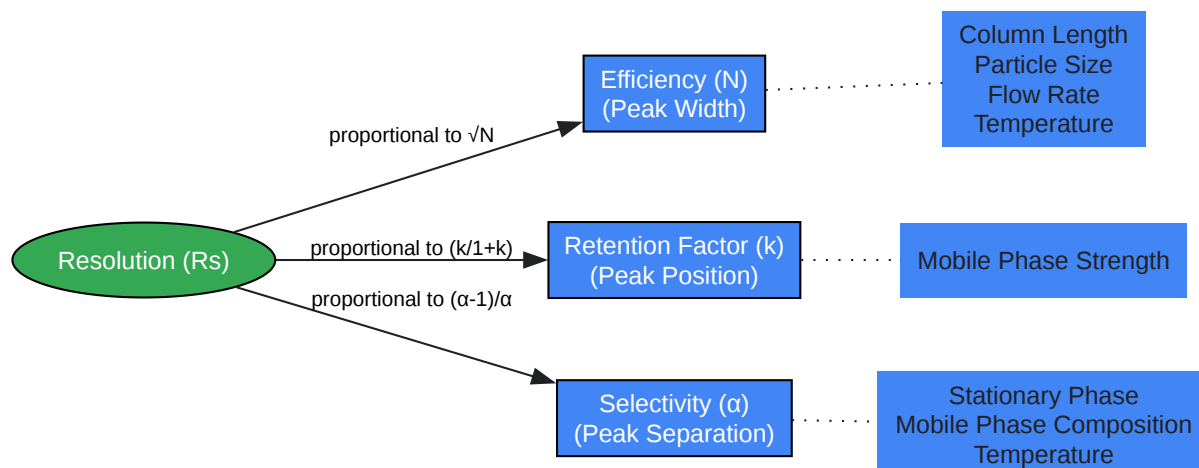 Resolution (Rs)
proportional to √N
Efficiency (N)
(Peak Width)
Column Length
Particle Size
Flow Rate
Temperature
proportional to (k/1+k)
Retention Factor (k)
(Peak Position)
Mobile Phase Strength
proportional to (α-1)/α
Selectivity (α)
(Peak Separation)
Stationary Phase
Mobile Phase Composition
Temperature